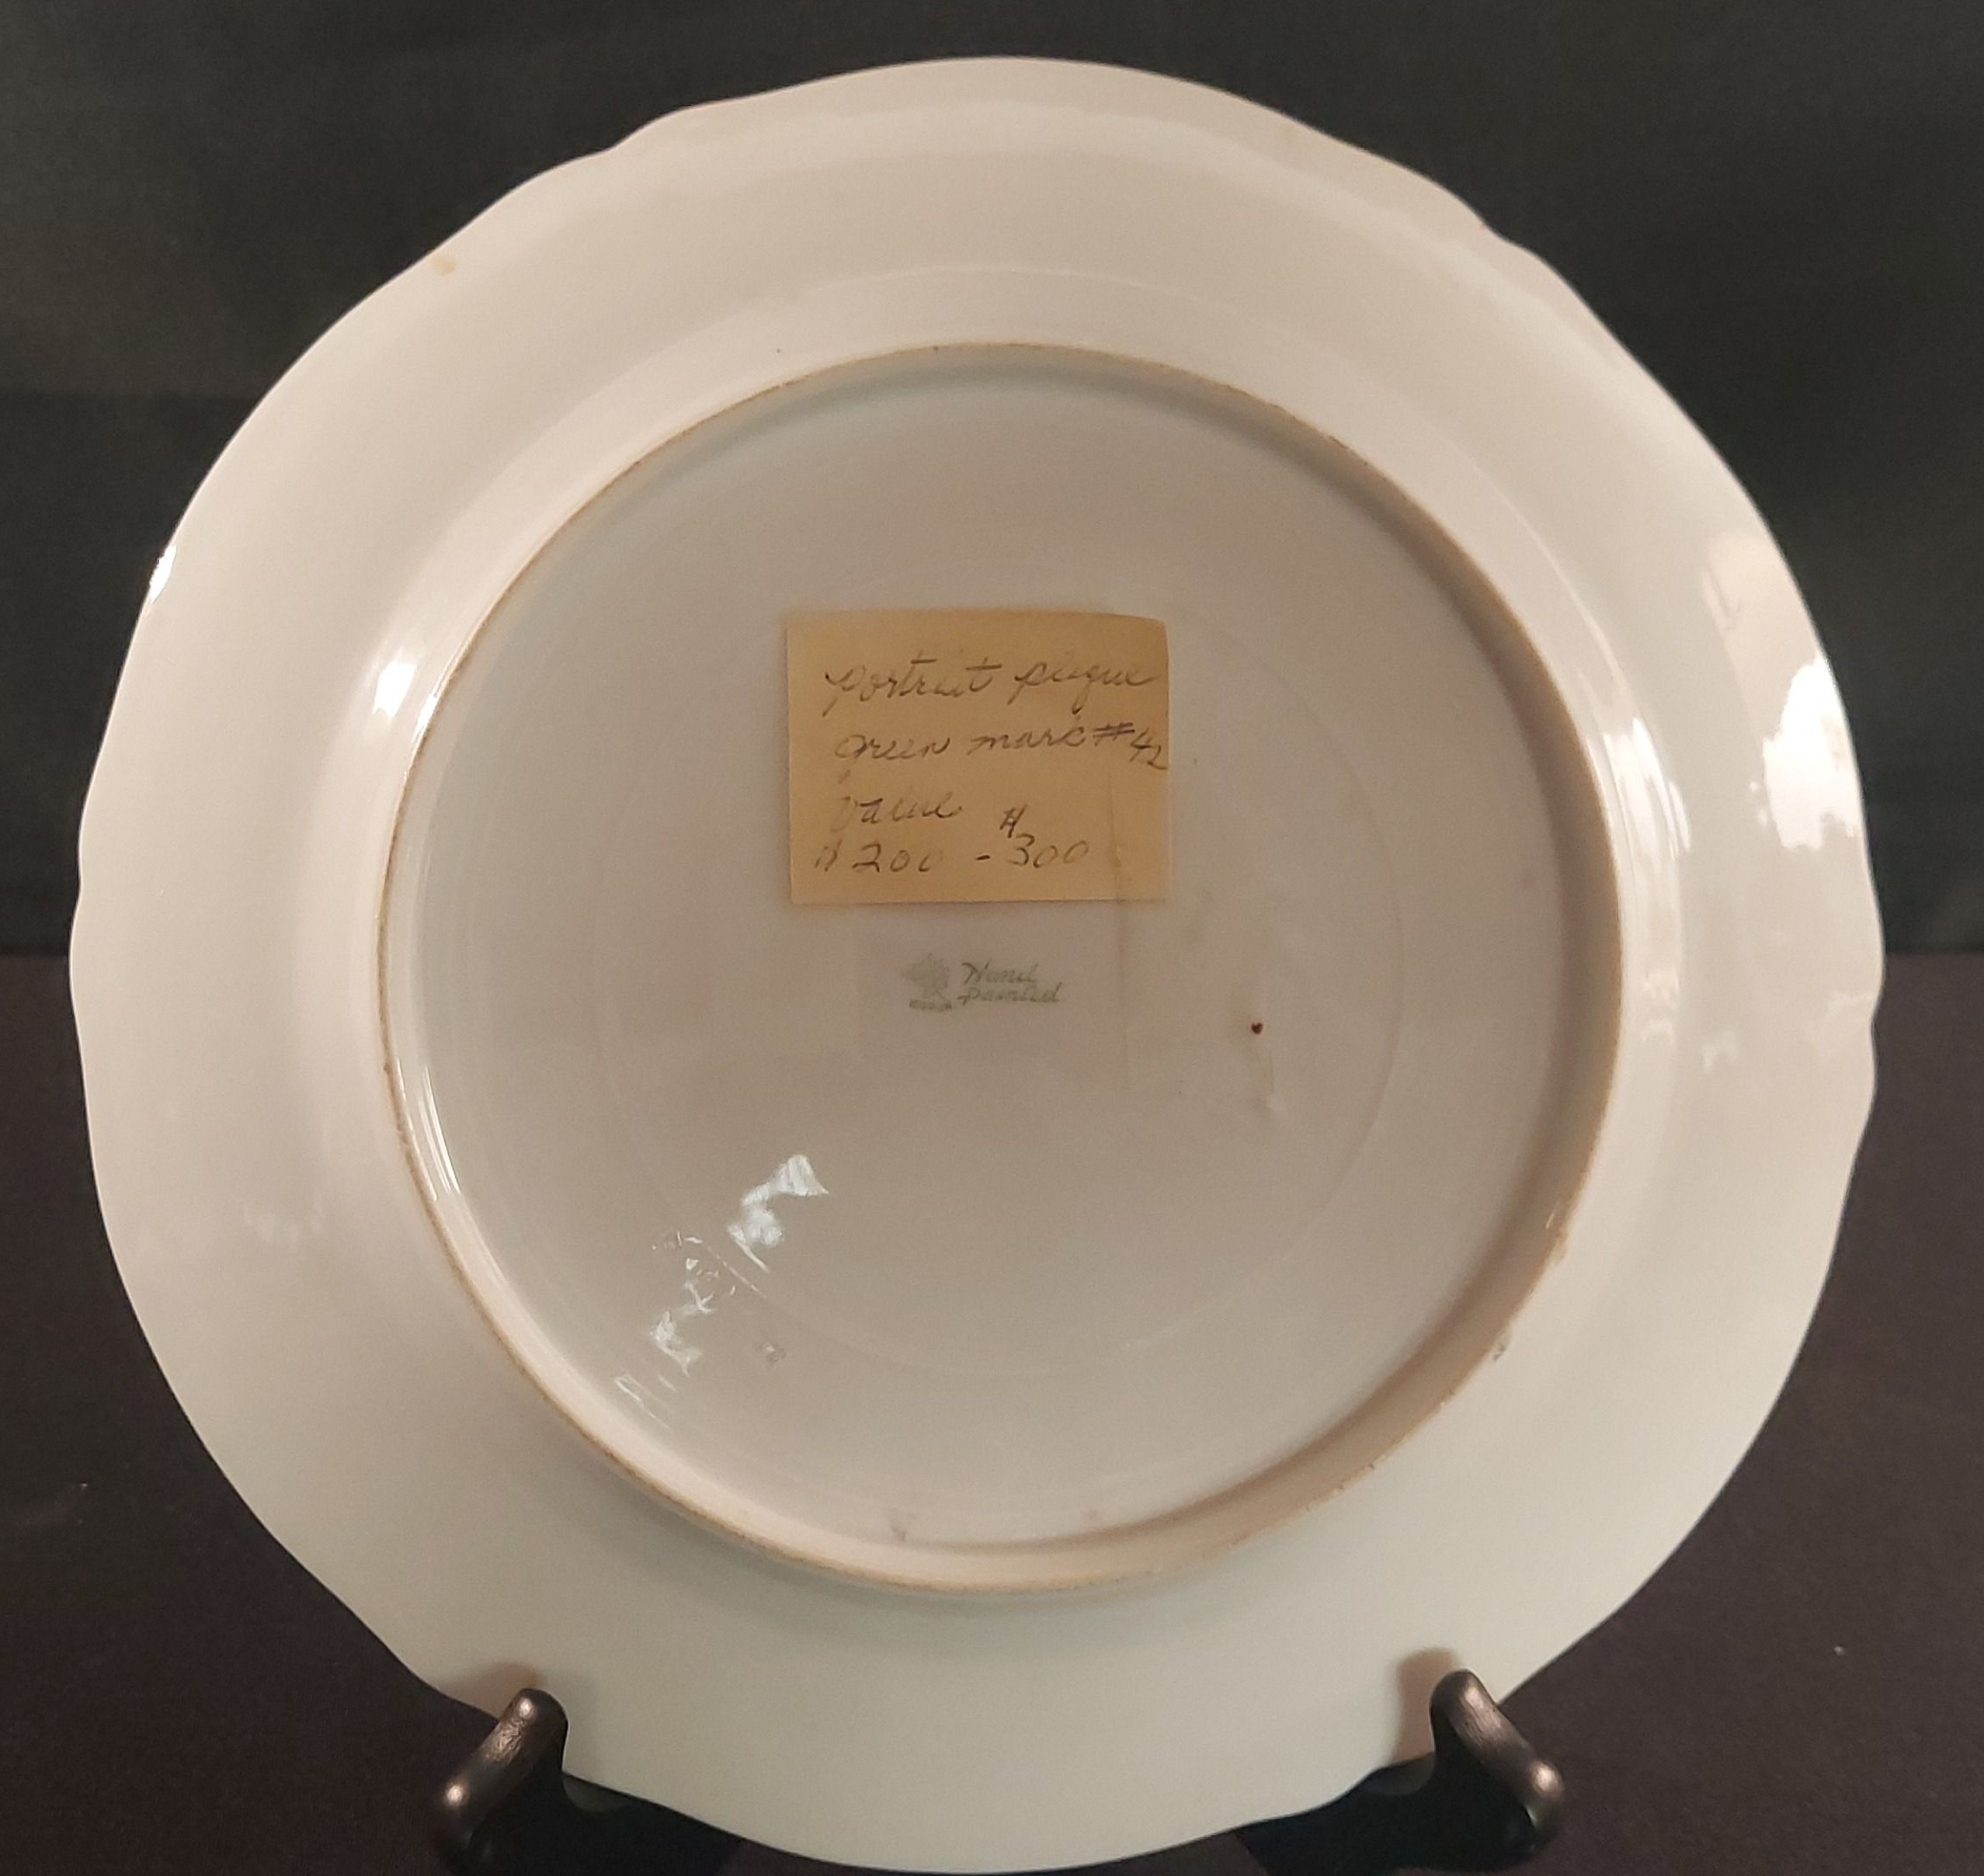 portrait plaque
green mark #42
value
$200 - $300
Hand
Painted